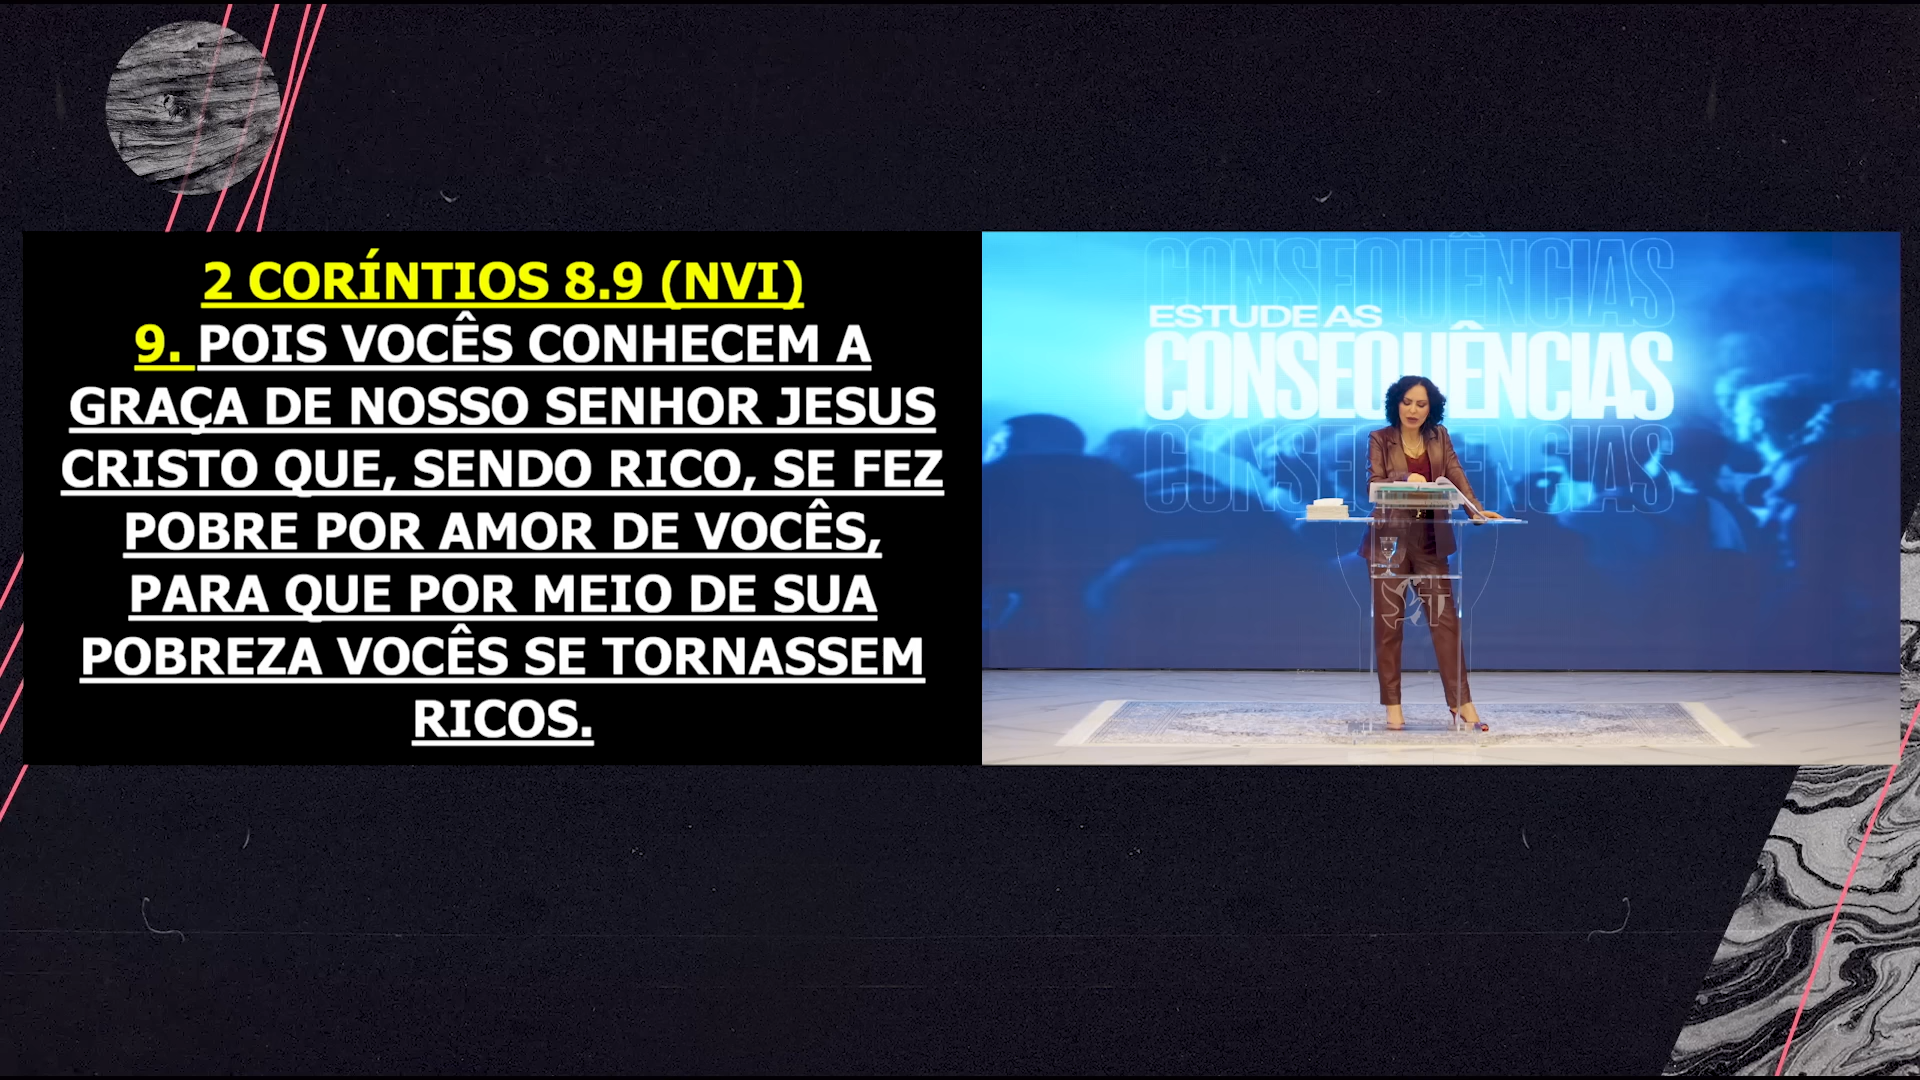 2 CORÍNTIOS 8.9 (NVI)
9. POIS VOCÊS CONHECEM A
GRAÇA DE NOSSO SENHOR JESUS
CRISTO QUE, SENDO RICO, SE FEZ
POBRE POR AMOR DE VOCÊS,
PARA QUE POR MEIO DE SUA
POBREZA VOCÊS SE TORNASSEM
RICOS.
CONSEQUÊNCIAS
ESTUDE AS
CONSEQUÊNCIAS
CONSEQUÊNCIAS